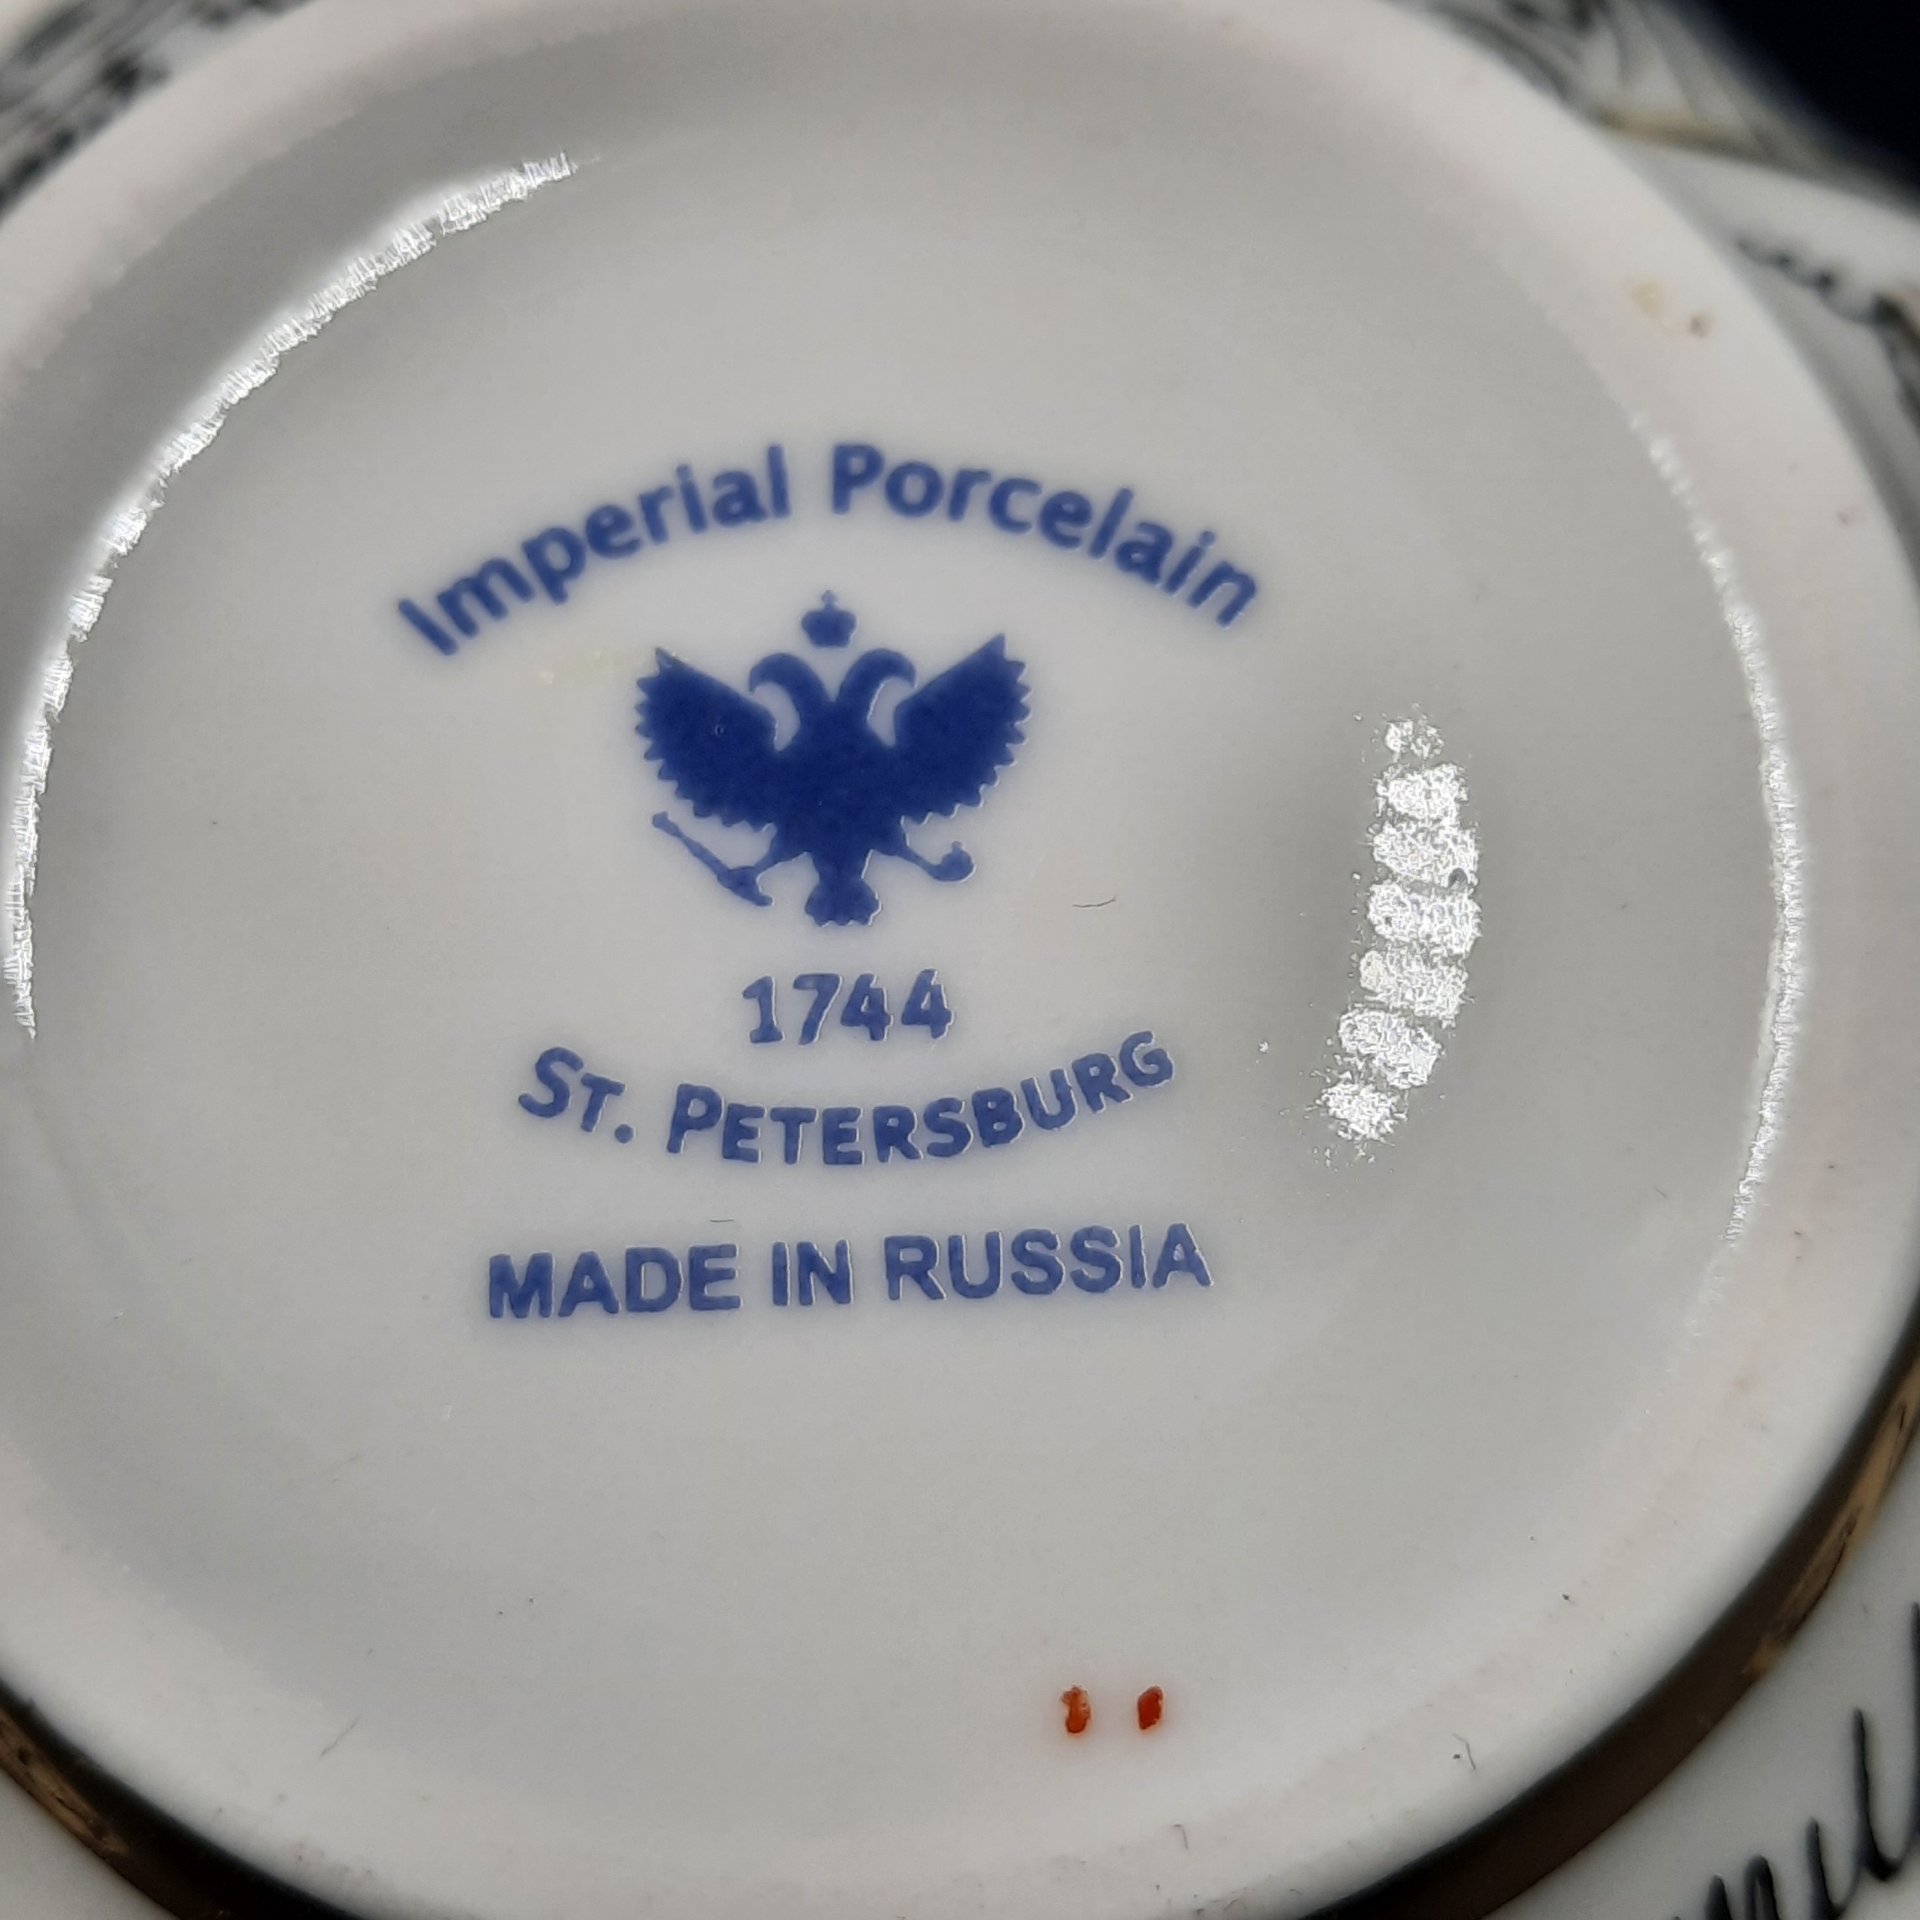 Imperial Porcelain
1744
ST. PETERSBURG
MADE IN RUSSIA